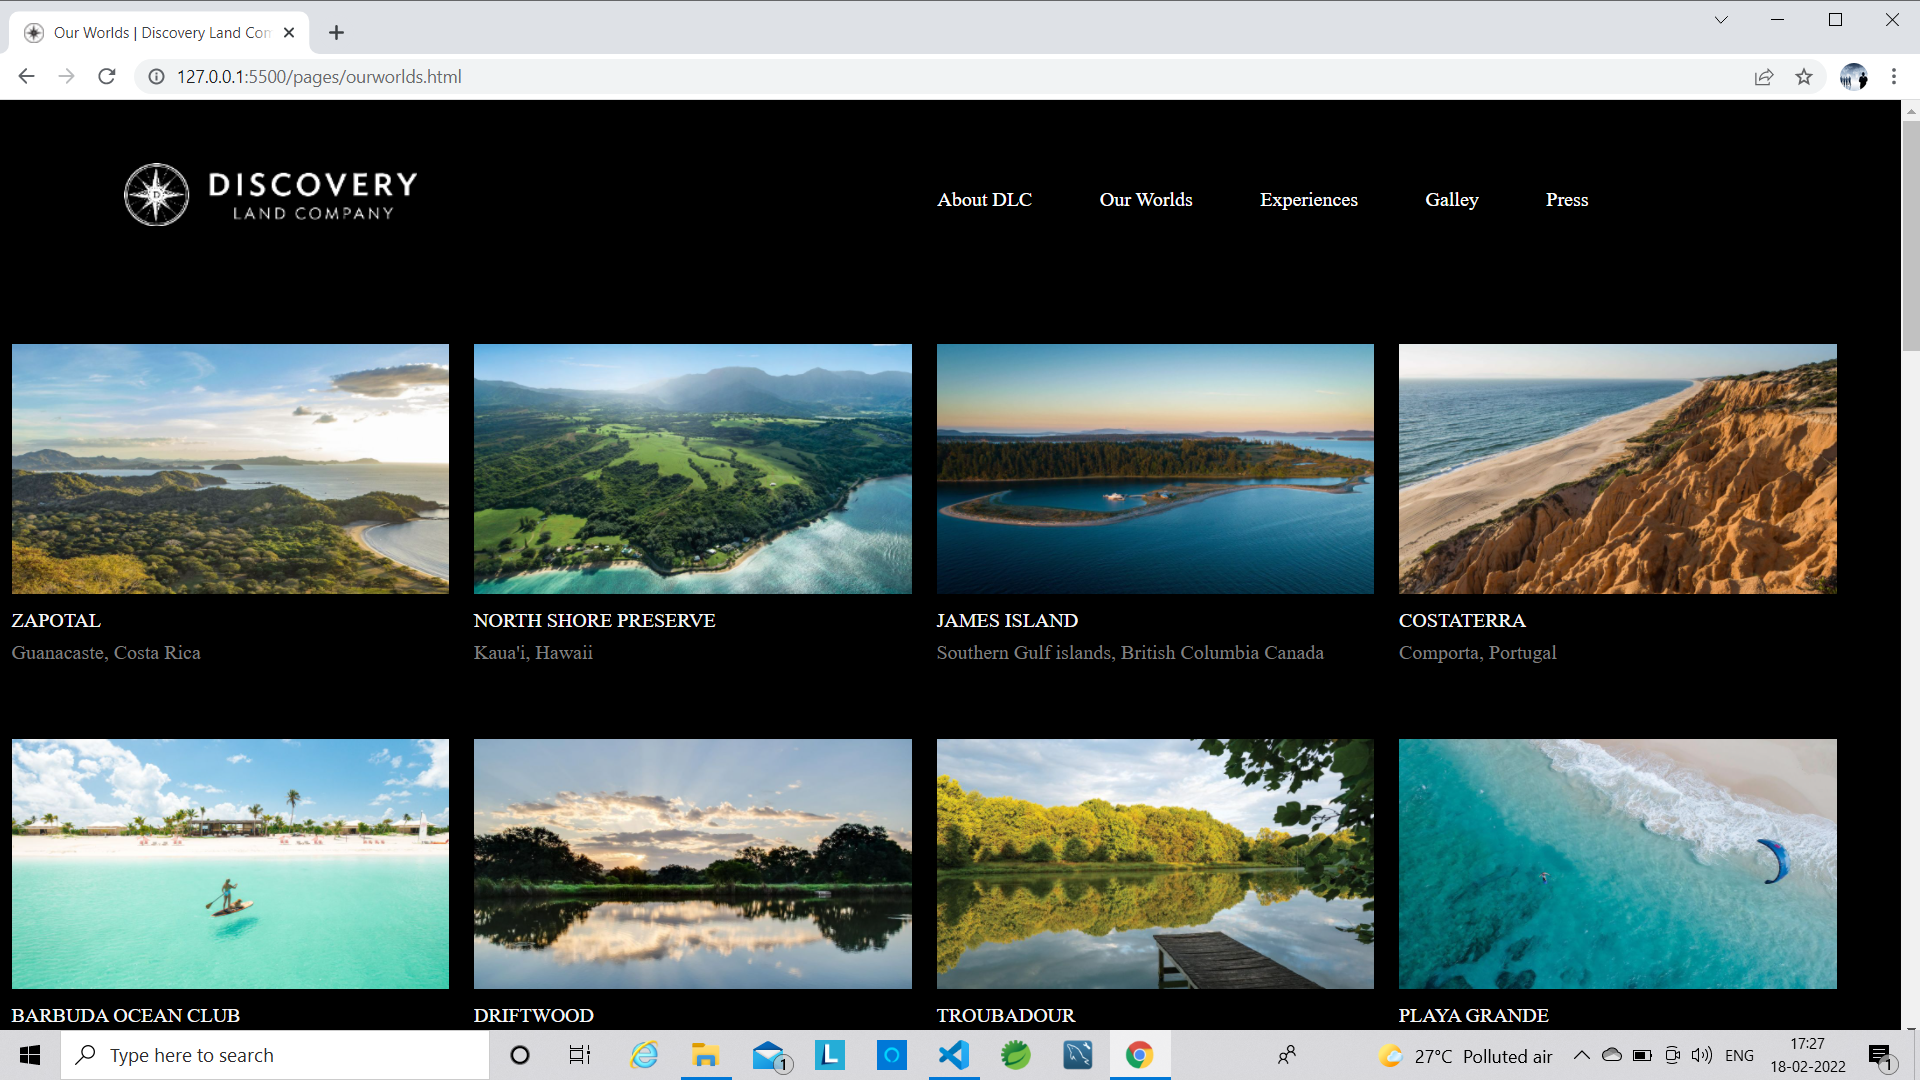 Our Worlds | Discovery Land Con
127.0.0.1:5500/pages/ourworlds.html
DISCOVERY
LAND COMPANY
About DLC
Our Worlds
Experiences
Galley
Press
ZAPOTAL
Guanacaste, Costa Rica
NORTH SHORE PRESERVE
Kaua'i, Hawaii
JAMES ISLAND
Southern Gulf islands, British Columbia Canada
COSTATERRA
Comporta, Portugal
BARBUDA OCEAN CLUB
DRIFTWOOD
TROUBADOUR
PLAYA GRANDE
Type here to search
1
L
27°C Polluted air
ENG
17:27
18-02-2022
1